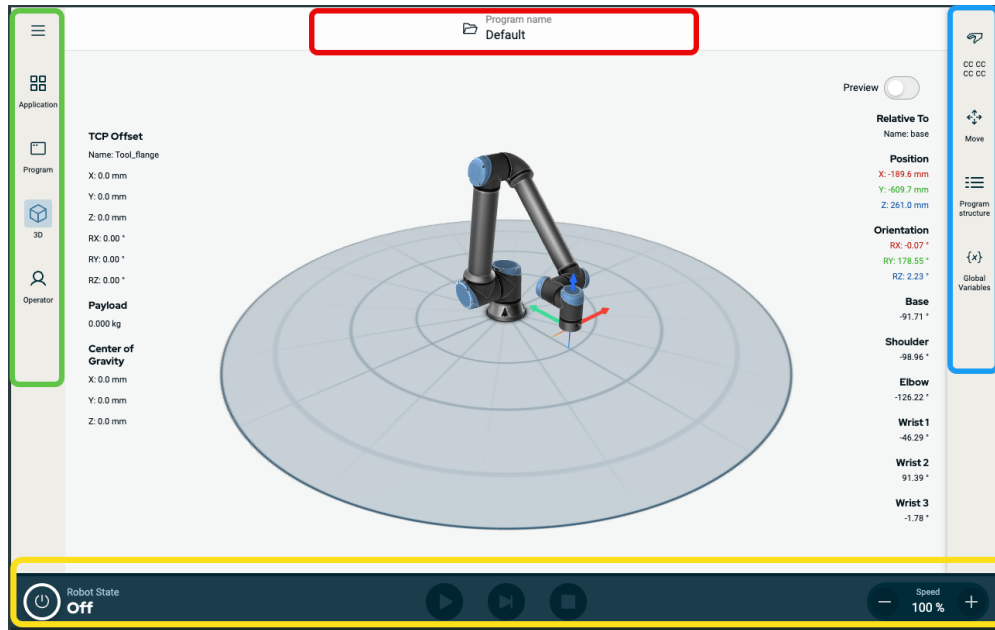 Program name
Default
Application
Program
3D
Operator
TCP Offset
Name: Tool_flange
X: 0.0 mm
Y: 0.0 mm
Z: 0.0 mm
RX: 0.00 °
RY: 0.00 °
RZ: 0.00 °
Payload
0.000 kg
Center of
Gravity
X: 0.0 mm
Y: 0.0 mm
Z: 0.0 mm
Preview
Relative To
Name: base
Position
X: -189.6 mm
Y: -609.7 mm
Z: 261.0 mm
Orientation
RX: -0.07 °
RY: 178.55 °
RZ: 2.23 °
Base
-91.71 °
Shoulder
-98.96 °
Elbow
-126.22 °
Wrist 1
-46.29 °
Wrist 2
91.39 °
Wrist 3
-1.78 °
CC CC
CC CC
Move
Program
structure
{x}
Global
Variables
Robot State
Off
Speed
100 %